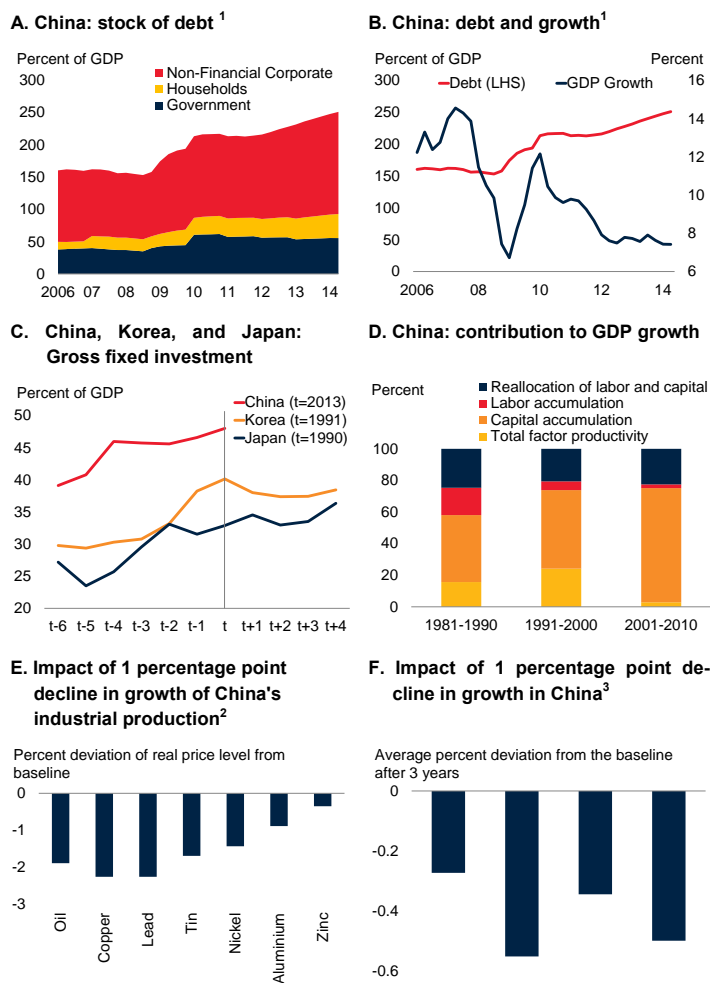 A. China: stock of debt 1
Percent of GDP
300
250
200
150
100
50
0
Non-Financial Corporate
Households
Government
2006 07 08 09 10 11 12 13 14
B. China: debt and growth1
Percent of GDP
Percent
300
250
200
150
100
50
0
Debt (LHS)
GDP Growth
16
14
12
10
8
6
2006 08 10 12 14
C. China, Korea, and Japan:
Gross fixed investment
Percent of GDP
50
45
40
35
30
25
20
China (t=2013)
Korea (t=1991)
Japan (t=1990)
t-6 t-5 t-4 t-3 t-2 t-1 t t+1 t+2 t+3 t+4
D. China: contribution to GDP growth
Percent
Reallocation of labor and capital
Labor accumulation
Capital accumulation
Total factor productivity
100
80
60
40
20
0
1981-1990 1991-2000 2001-2010
E. Impact of 1 percentage point
decline in growth of China's
industrial production2
Percent deviation of real price level from
baseline
0
-1
-2
-3
Oil
Copper
Lead
Tin
Nickel
Aluminium
Zinc
F. Impact of 1 percentage point de-
cline in growth in China3
Average percent deviation from the baseline
after 3 years
0
-0.2
-0.4
-0.6